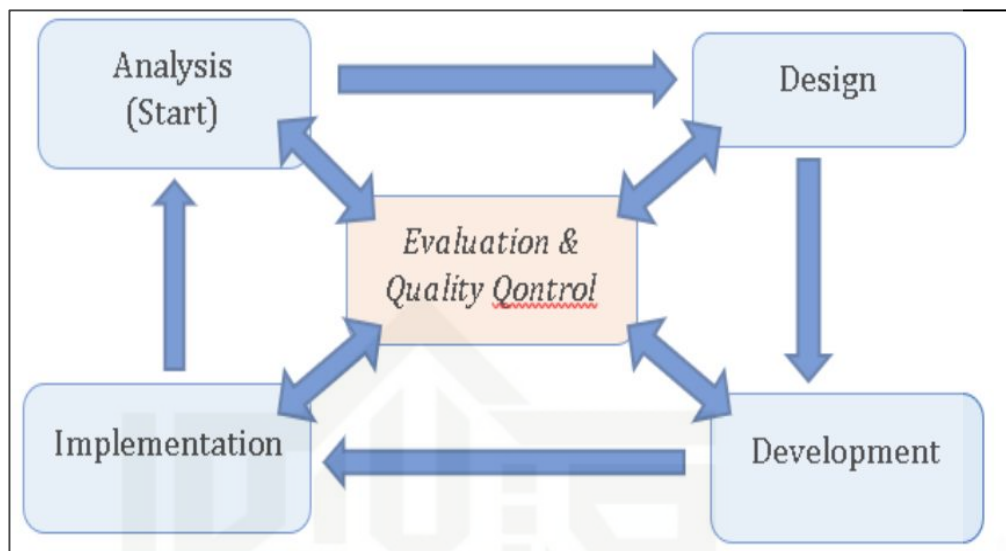 Analysis
(Start)
Design
Evaluation &
Quality Qontrol
Implementation
Development